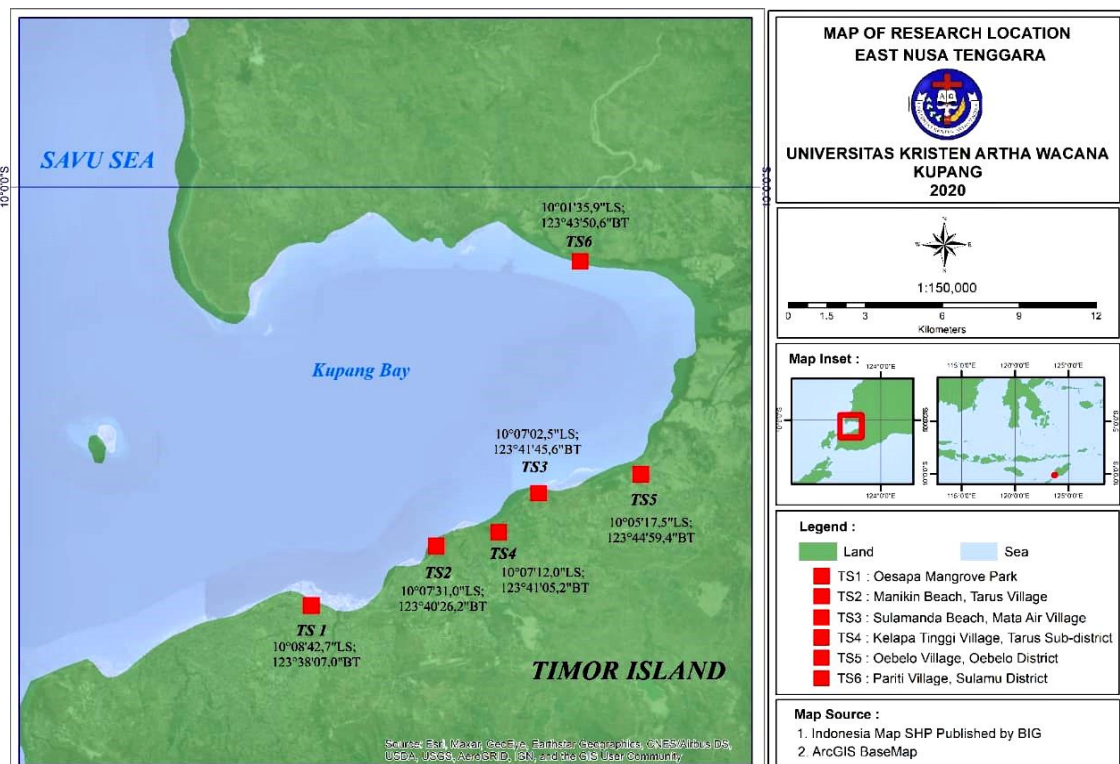 10°0'0"S
SAVU SEA
10°01'35,9"LS;
123°43'50,6"BT
TS6
10°0'0"S
Kupang Bay
10°07'02,5"LS;
123°41'45,6"BT
TS3
TS5
10°05'17,5"LS;
123°44'59,4"BT
TS4
10°07'12,0"LS;
123°41'05,2"BT
TS2
10°07'31,0"LS;
123°40'26,2"BT
TS 1
10°08'42,7"LS;
123°38'07,0"BT
TIMOR ISLAND
Source: Esri, Maxar, GeoEye, Earthstar Geographics, CNES/Airbus DS,
USDA, USGS, AeroGRID, IGN, and the GIS User Community
MAP OF RESEARCH LOCATION
EAST NUSA TENGGARA
UNIVERSITAS KRISTEN ARTHA WACANA
KUPANG
2020
1:150,000
0 1.5 3 6 9 12
Kilometers
Map Inset :
124°0'0"E
10°0'0"S
124°0'0"E
115°0'0"E 120°0'0"E 125°0'0"E
5°0'0"S
10°0'0"S
115°0'0"E 120°0'0"E 125°0'0"E
Legend :
Land Sea
TS1 : Oesapa Mangrove Park
TS2 : Manikin Beach, Tarus Village
TS3 : Sulamanda Beach, Mata Air Village
TS4 : Kelapa Tinggi Village, Tarus Sub-district
TS5 : Oebelo Village, Oebelo District
TS6 : Pariti Village, Sulamu District
Map Source :
1. Indonesia Map SHP Published by BIG
2. ArcGIS BaseMap